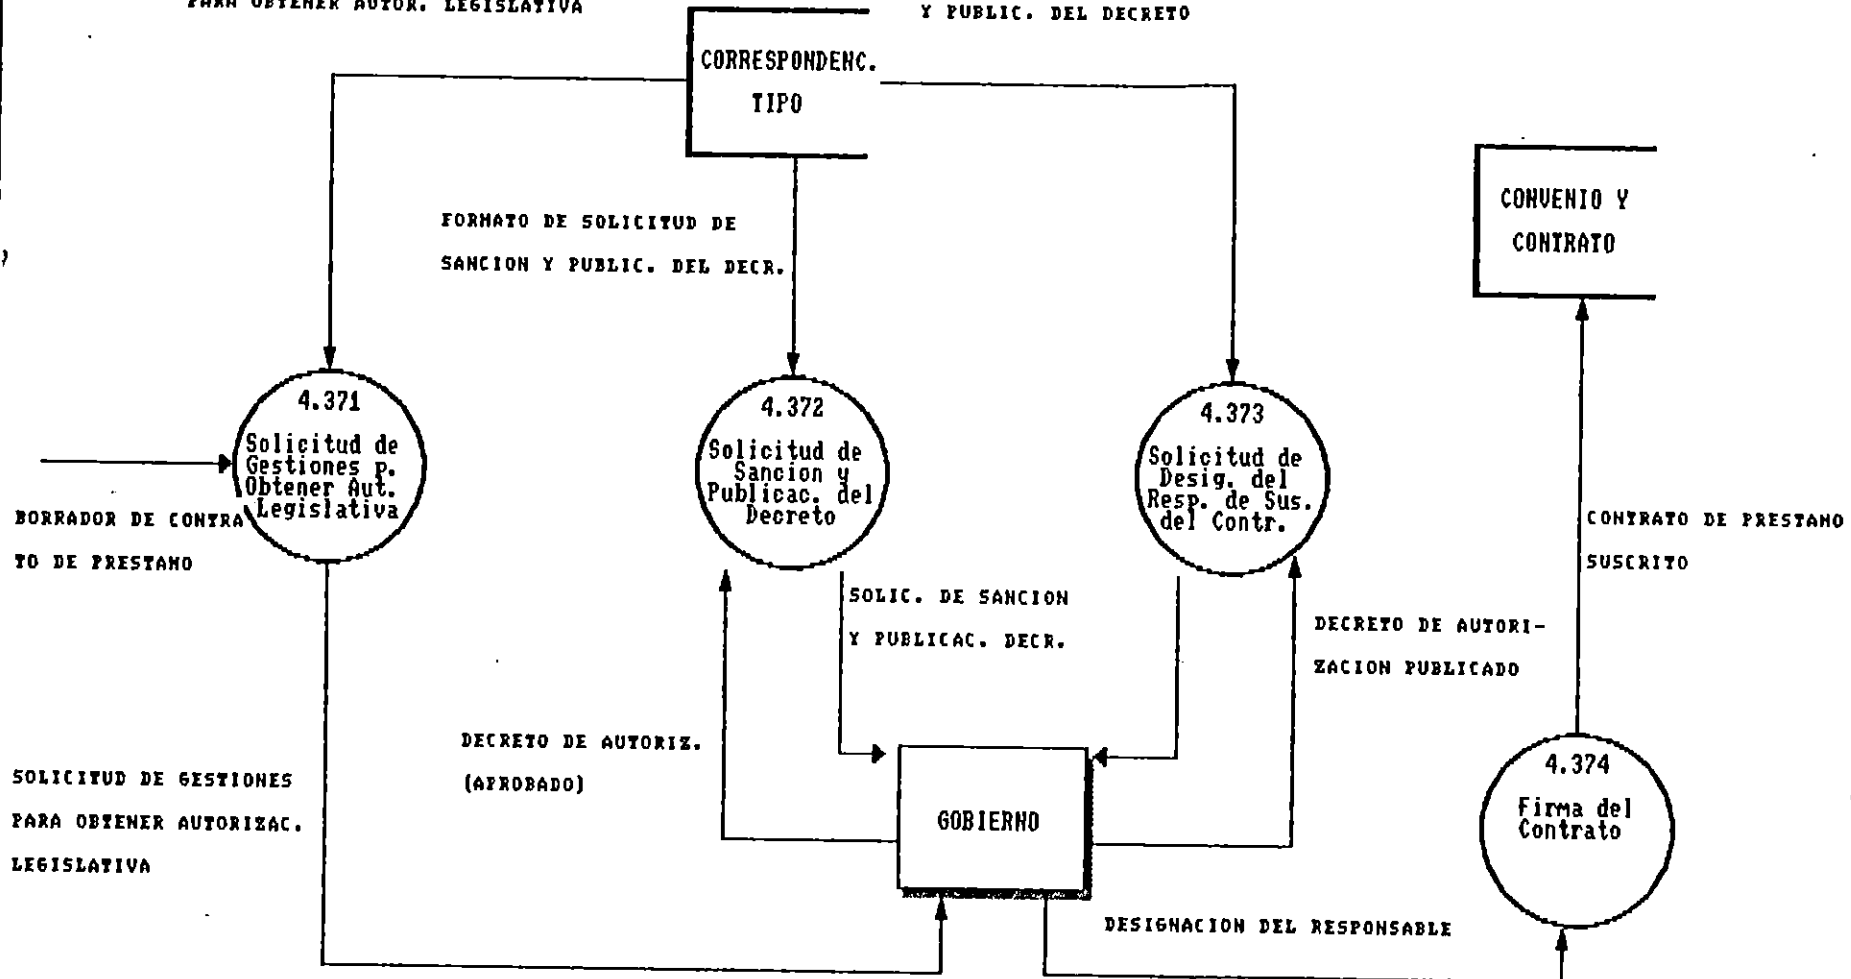 PARA OBTENER AUTOR. LEGISLATIVA
Y PUBLIC. DEL DECRETO
CORRESPONDENC.
TIPO
CONVENIO Y
CONTRATO
FORMATO DE SOLICITUD DE
SANCION Y PUBLIC. DEL DECR.
4.371
Solicitud de
Gestiones p.
Obtener Aut.
Legislativa
4.372
Solicitud de
Sancion y
Publicac. del
Decreto
4.373
Solicitud de
Desig. del
Resp. de Sus.
del Contr.
BORRADOR DE CONTRA
TO DE PRESTAMO
CONTRATO DE PRESTAMO
SUSCRITO
SOLIC. DE SANCION
Y PUBLICAC. DECR.
DECRETO DE AUTORI-
ZACION PUBLICADO
DECRETO DE AUTORIZ.
(APROBADO)
SOLICITUD DE GESTIONES
PARA OBTENER AUTORIZAC.
LEGISLATIVA
GOBIERNO
4.374
Firma del
Contrato
DESIGNACION DEL RESPONSABLE